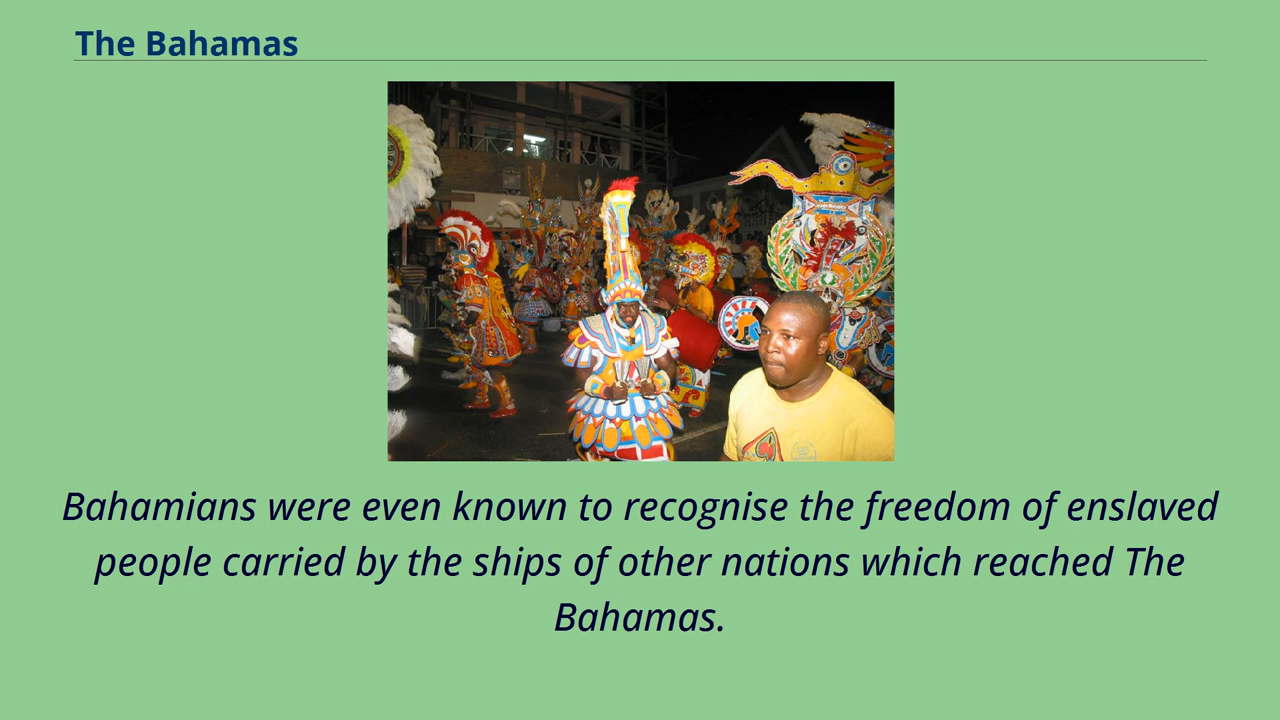 The Bahamas
Bahamians were even known to recognise the freedom of enslaved
people carried by the ships of other nations which reached The
Bahamas.